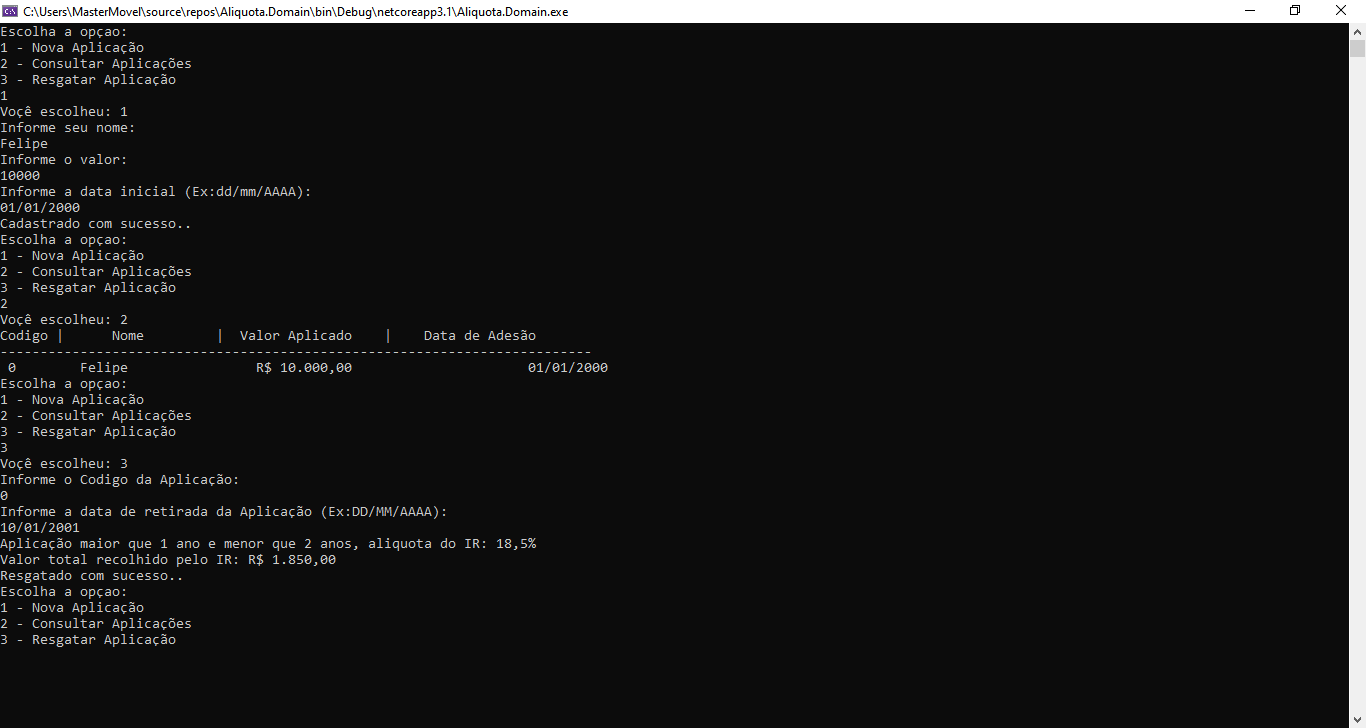 C:\Users\MasterMovel\source\repos\Aliquota.Domain\bin\Debug\netcoreapp3.1\Aliquota.Domain.exe
Escolha a opçao:
1 - Nova Aplicação
2 - Consultar Aplicações
3 - Resgatar Aplicação
1
Voçê escolheu: 1
Informe seu nome:
Felipe
Informe o valor:
10000
Informe a data inicial (Ex:dd/mm/AAAA):
01/01/2000
Cadastrado com sucesso..
Escolha a opçao:
1 - Nova Aplicação
2 - Consultar Aplicações
3 - Resgatar Aplicação
2
Voçê escolheu: 2
Codigo |      Nome         |  Valor Aplicado    |    Data de Adesão
--------------------------------------------------------------------------
 0        Felipe                R$ 10.000,00                      01/01/2000
Escolha a opçao:
1 - Nova Aplicação
2 - Consultar Aplicações
3 - Resgatar Aplicação
3
Voçê escolheu: 3
Informe o Codigo da Aplicação:
0
Informe a data de retirada da Aplicação (Ex:DD/MM/AAAA):
10/01/2001
Aplicação maior que 1 ano e menor que 2 anos, aliquota do IR: 18,5%
Valor total recolhido pelo IR: R$ 1.850,00
Resgatado com sucesso..
Escolha a opçao:
1 - Nova Aplicação
2 - Consultar Aplicações
3 - Resgatar Aplicação